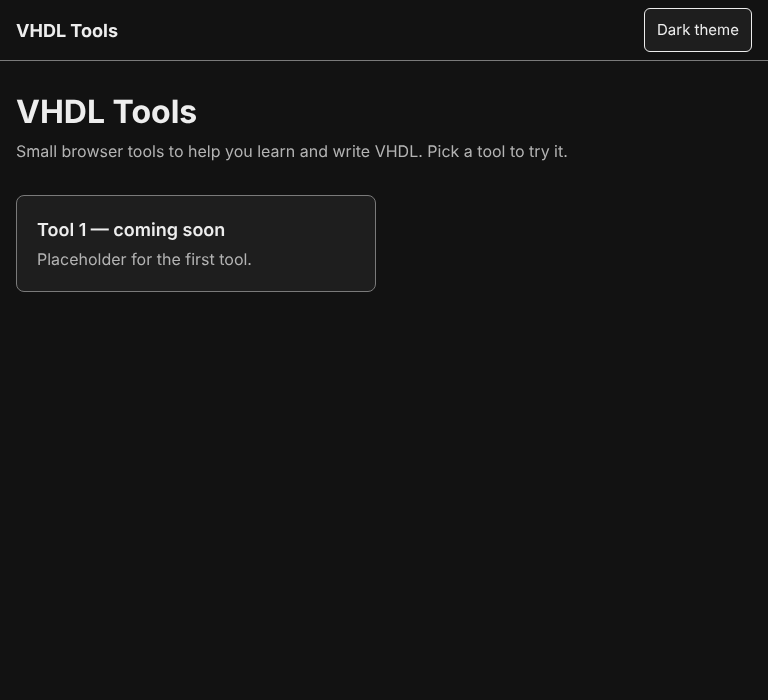 VHDL Tools
Dark theme
VHDL Tools
Small browser tools to help you learn and write VHDL. Pick a tool to try it.
Tool 1 — coming soon
Placeholder for the first tool.